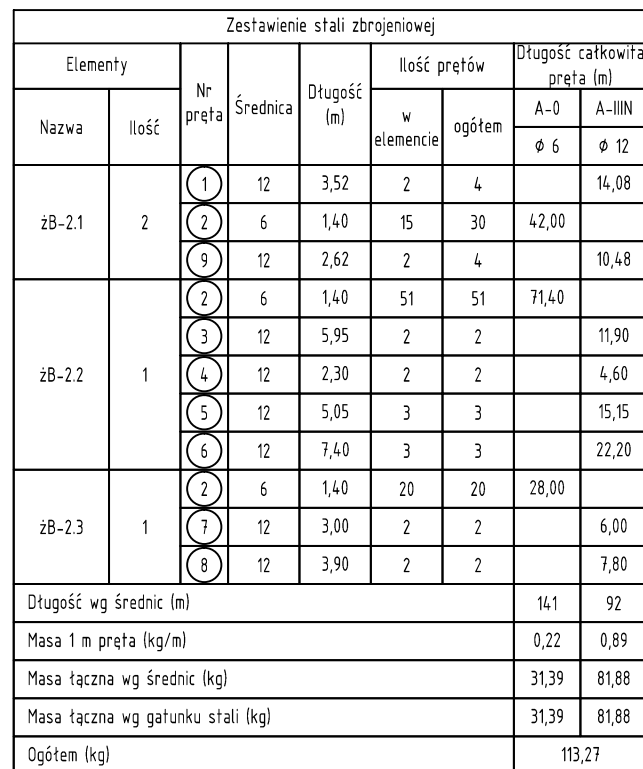 Zestawienie stali zbrojeniowej
Elementy
Nr pręta
Średnica
Długość (m)
Ilość prętów
Długość całkowita pręta (m)
Nazwa
Ilość
w elemencie
ogółem
A-0
A-IIIN
ϕ 6
ϕ 12
żB-2.1 2
1 12 3,52 2 4 14,08
2 6 1,40 15 30 42,00
9 12 2,62 2 4 10,48
żB-2.2 1
2 6 1,40 51 51 71,40
3 12 5,95 2 2 11,90
4 12 2,30 2 2 4,60
5 12 5,05 3 3 15,15
6 12 7,40 3 3 22,20
żB-2.3 1
2 6 1,40 20 20 28,00
7 12 3,00 2 2 6,00
8 12 3,90 2 2 7,80
Długość wg średnic (m) 141 92
Masa 1 m pręta (kg/m) 0,22 0,89
Masa łączna wg średnic (kg) 31,39 81,88
Masa łączna wg gatunku stali (kg) 31,39 81,88
Ogółem (kg) 113,27